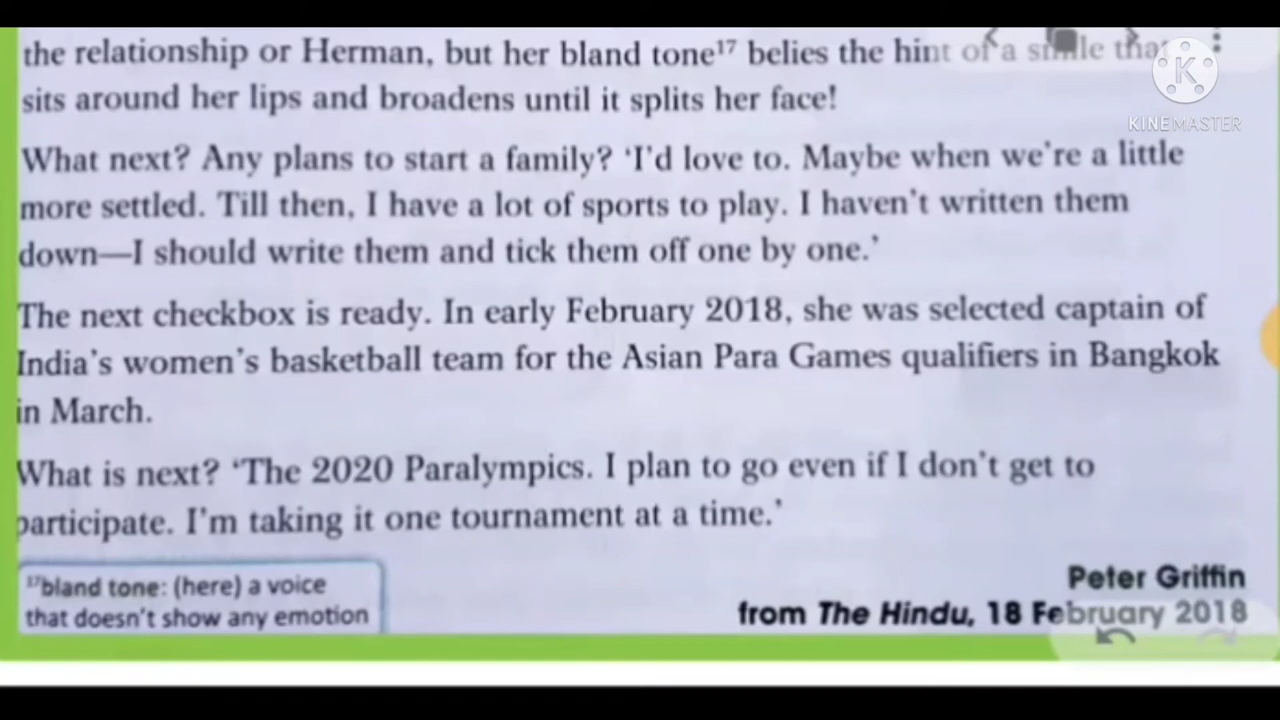 the relationship or Herman, but her bland tone¹⁷ belies the hint of a smile that
sits around her lips and broadens until it splits her face!
KINEMASTER
What next? Any plans to start a family? ‘I’d love to. Maybe when we’re a little
more settled. Till then, I have a lot of sports to play. I haven’t written them
down—I should write them and tick them off one by one.’
The next checkbox is ready. In early February 2018, she was selected captain of
India’s women’s basketball team for the Asian Para Games qualifiers in Bangkok
in March.
What is next? ‘The 2020 Paralympics. I plan to go even if I don’t get to
participate. I’m taking it one tournament at a time.’
¹⁷bland tone: (here) a voice
that doesn’t show any emotion
Peter Griffin
from The Hindu, 18 February 2018